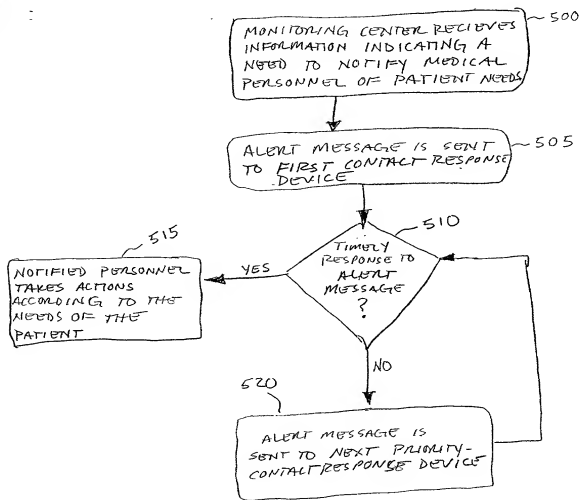 500
MONITORING CENTER RECIEVES
INFORMATION INDICATING A
NEED TO NOTIFY MEDICAL
PERSONNEL OF PATIENT NEEDS
505
ALERT MESSAGE IS SENT
TO FIRST CONTACT RESPONSE
DEVICE
510
TIMELY
RESPONSE TO
ALERT
MESSAGE
?
YES
515
NOTIFIED PERSONNEL
TAKES ACTIONS
ACCORDING TO THE
NEEDS OF THE
PATIENT
NO
520
ALERT MESSAGE IS
SENT TO NEXT PRIORITY-
CONTACT RESPONSE DEVICE